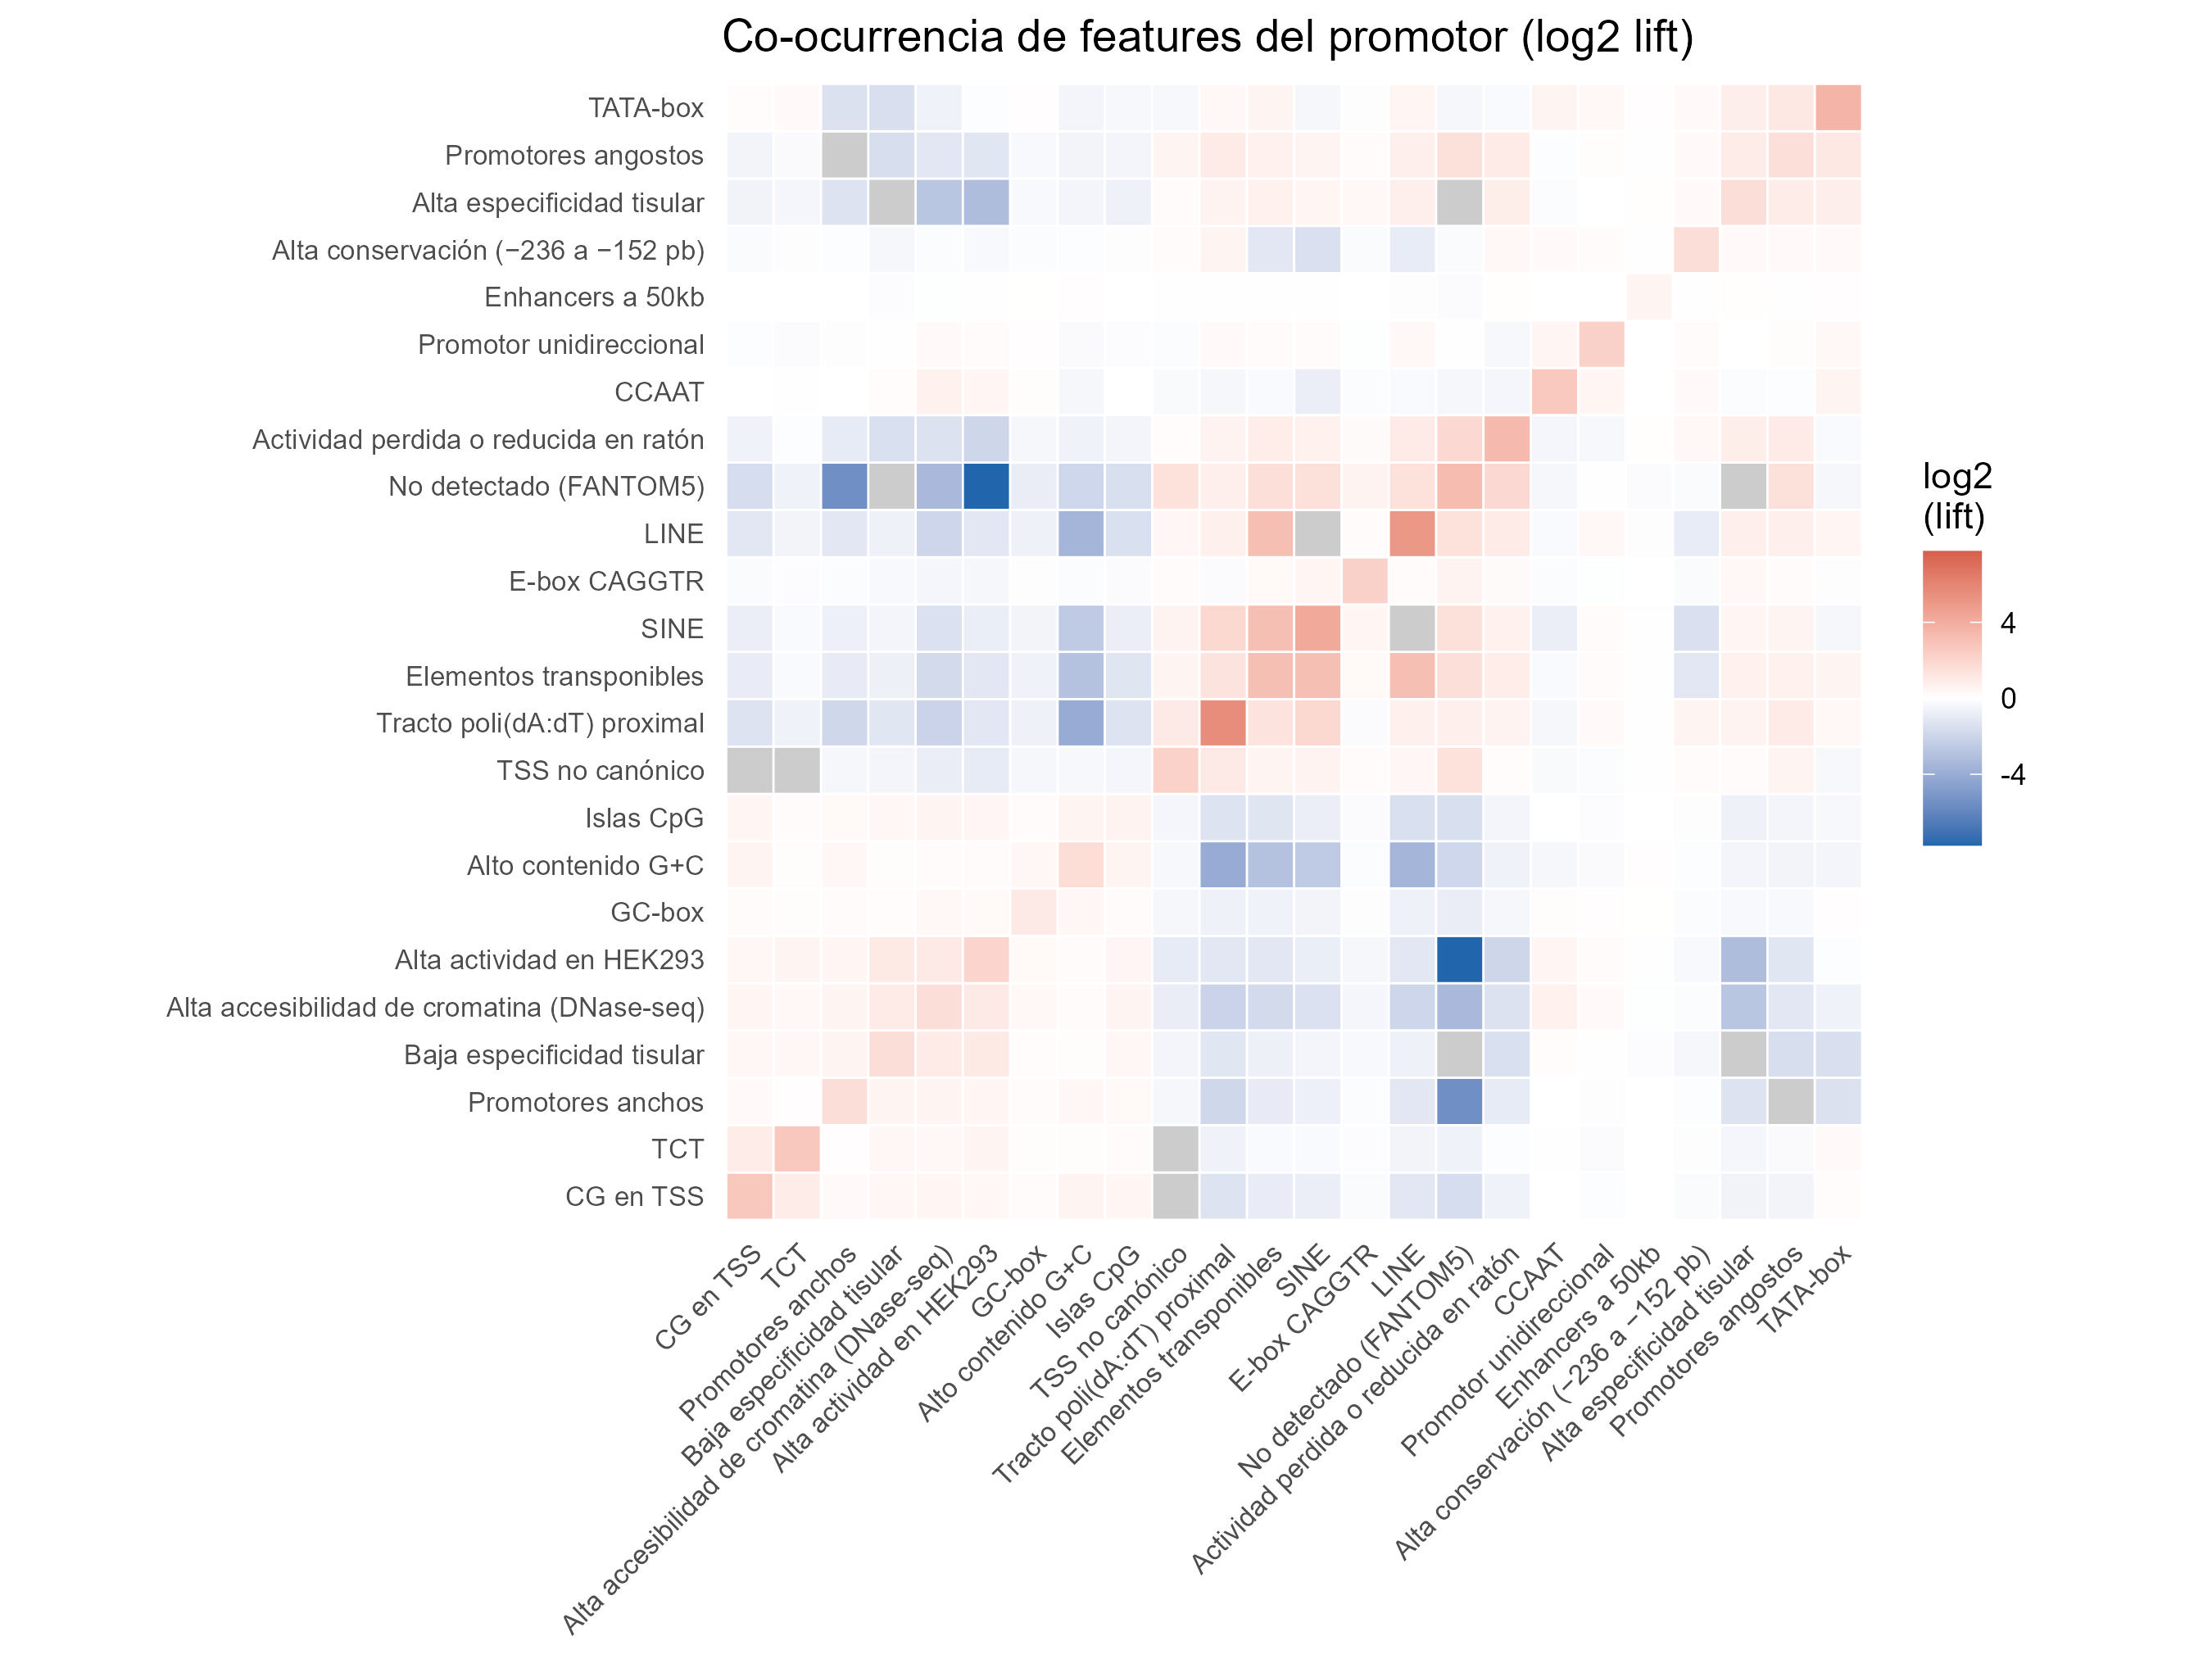 Co-ocurrencia de features del promotor (log2 lift)
TATA-box
Promotores angostos
Alta especificidad tisular
Alta conservación (−236 a −152 pb)
Enhancers a 50kb
Promotor unidireccional
CCAAT
Actividad perdida o reducida en ratón
No detectado (FANTOM5)
LINE
E-box CAGGTR
SINE
Elementos transponibles
Tracto poli(dA:dT) proximal
TSS no canónico
Islas CpG
Alto contenido G+C
GC-box
Alta actividad en HEK293
Alta accesibilidad de cromatina (DNase-seq)
Baja especificidad tisular
Promotores anchos
TCT
CG en TSS
CG en TSS
TCT
Promotores anchos
Baja especificidad tisular
Alta accesibilidad de cromatina (DNase-seq)
Alta actividad en HEK293
GC-box
Alto contenido G+C
Islas CpG
TSS no canónico
Tracto poli(dA:dT) proximal
Elementos transponibles
SINE
E-box CAGGTR
LINE
No detectado (FANTOM5)
Actividad perdida o reducida en ratón
CCAAT
Promotor unidireccional
Enhancers a 50kb
Alta conservación (−236 a −152 pb)
Alta especificidad tisular
Promotores angostos
TATA-box
log2
(lift)
4
0
-4